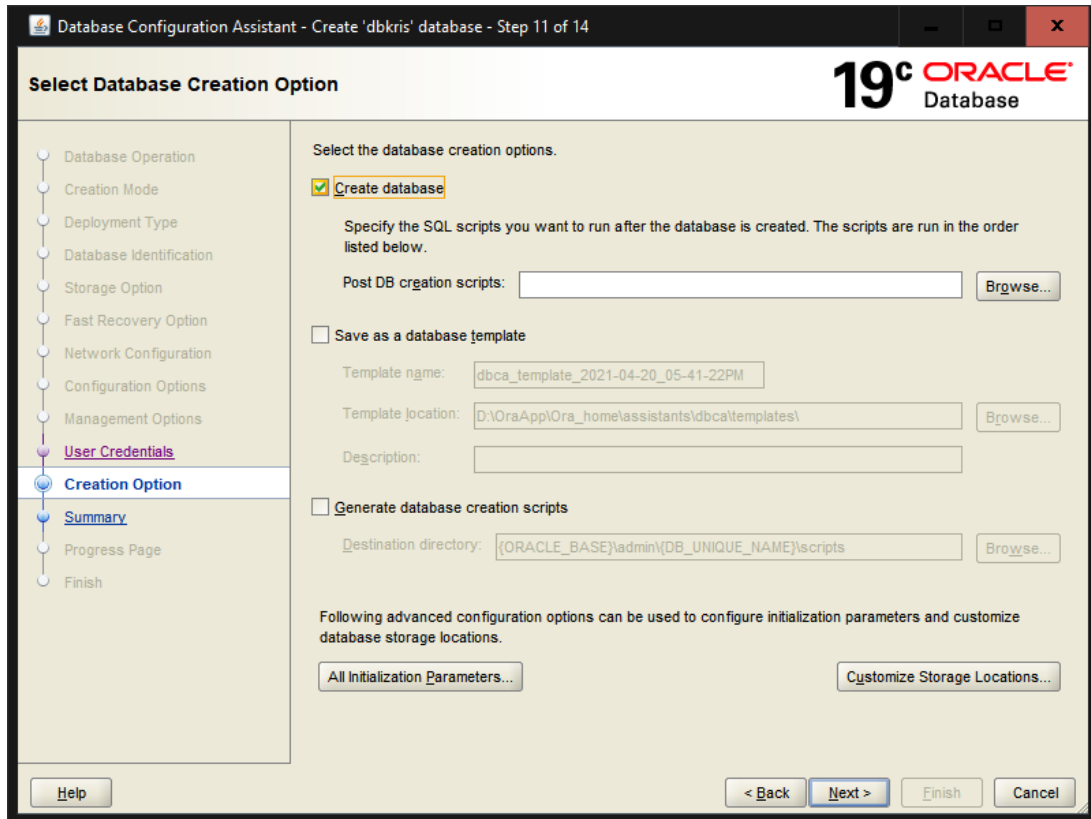 Database Configuration Assistant - Create 'dbkris' database - Step 11 of 14
Select Database Creation Option
19c ORACLE
Database
Database Operation
Creation Mode
Deployment Type
Database Identification
Storage Option
Fast Recovery Option
Network Configuration
Configuration Options
Management Options
User Credentials
Creation Option
Summary
Progress Page
Finish
Select the database creation options.
Create database
Specify the SQL scripts you want to run after the database is created. The scripts are run in the order
listed below.
Post DB creation scripts: Browse...
Save as a database template
Template name: dbca_template_2021-04-20_05-41-22PM
Template location: D:\OraApp\Ora_home\assistants\dbca\templates\ Browse...
Description:
Generate database creation scripts
Destination directory: {ORACLE_BASE}\admin\{DB_UNIQUE_NAME}\scripts Browse...
Following advanced configuration options can be used to configure initialization parameters and customize
database storage locations.
All Initialization Parameters... Customize Storage Locations...
Help < Back Next > Finish Cancel